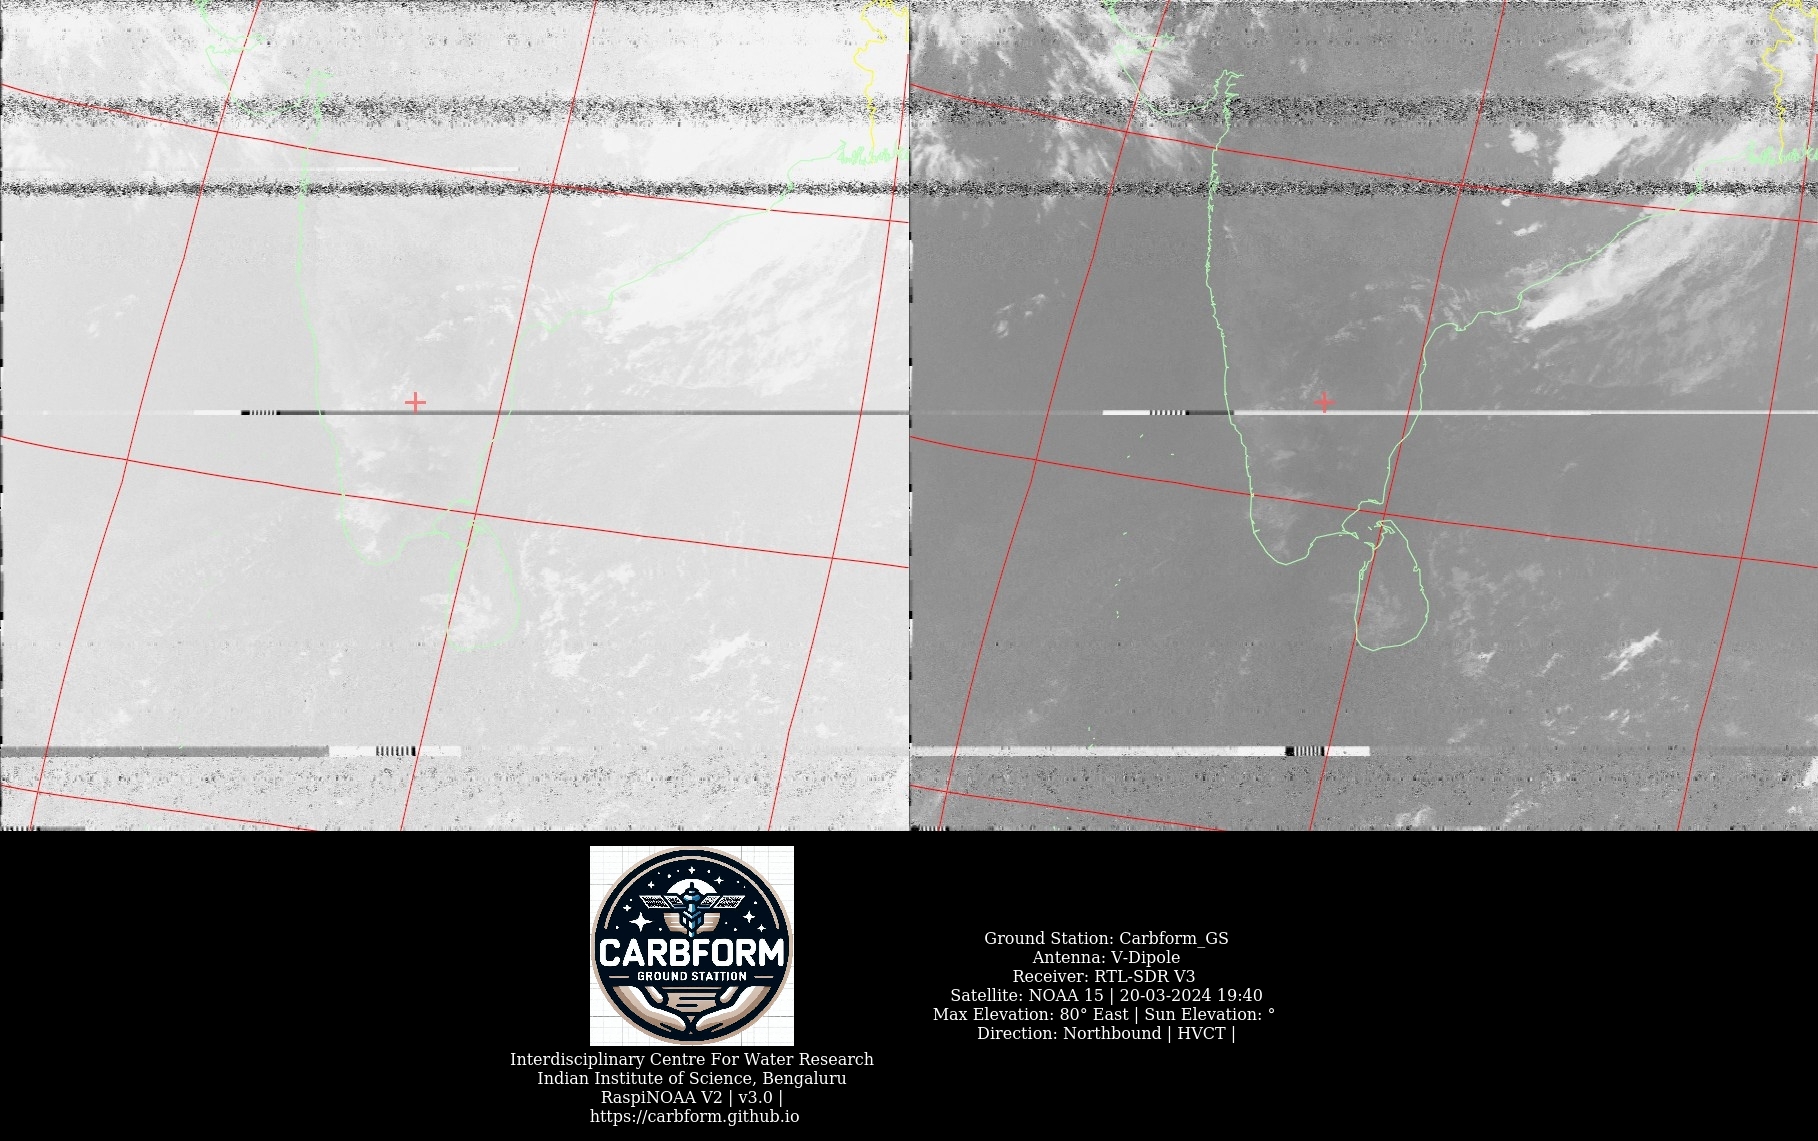 CARBFORM
GROUND STATTION
Interdisciplinary Centre For Water Research
Indian Institute of Science, Bengaluru
RaspiNOAA V2 | v3.0 |
https://carbform.github.io
Ground Station: Carbform_GS
Antenna: V-Dipole
Receiver: RTL-SDR V3
Satellite: NOAA 15 | 20-03-2024 19:40
Max Elevation: 80° East | Sun Elevation: °
Direction: Northbound | HVCT |